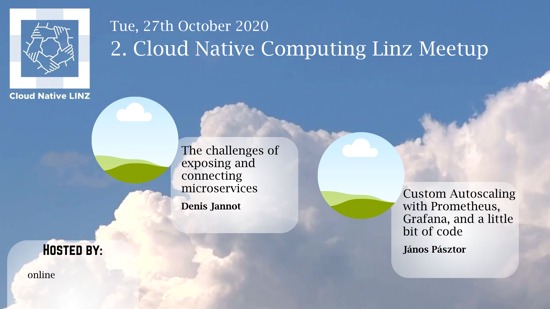 Tue, 27th October 2020
2. Cloud Native Computing Linz Meetup
Cloud Native LINZ
The challenges of
exposing and
connecting
microservices
Denis Jannot
Custom Autoscaling
with Prometheus,
Grafana, and a little
bit of code
János Pásztor
Hosted by:
online